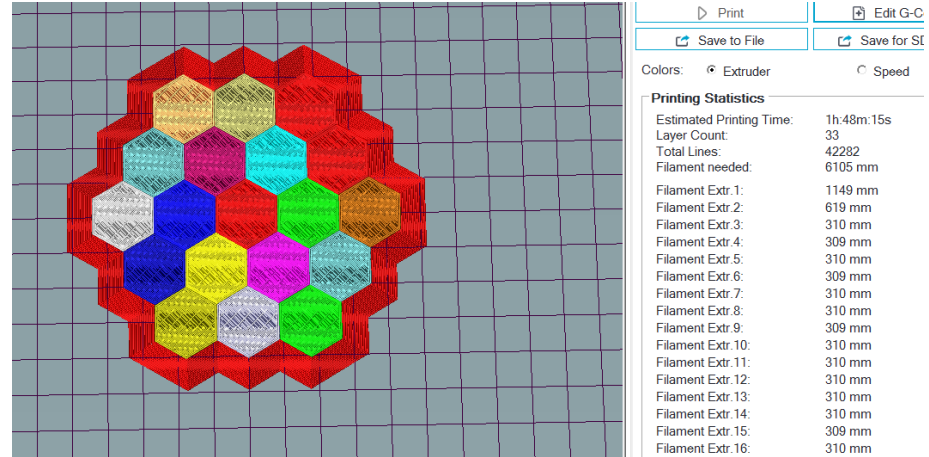 Print
Edit G-C
Save to File
Save for SD
Colors: Extruder Speed
Printing Statistics
Estimated Printing Time: 1h:48m:15s
Layer Count: 33
Total Lines: 42282
Filament needed: 6105 mm
Filament Extr.1: 1149 mm
Filament Extr.2: 619 mm
Filament Extr.3: 310 mm
Filament Extr.4: 309 mm
Filament Extr.5: 310 mm
Filament Extr.6: 309 mm
Filament Extr.7: 310 mm
Filament Extr.8: 310 mm
Filament Extr.9: 309 mm
Filament Extr.10: 310 mm
Filament Extr.11: 310 mm
Filament Extr.12: 310 mm
Filament Extr.13: 310 mm
Filament Extr.14: 310 mm
Filament Extr.15: 309 mm
Filament Extr.16: 310 mm